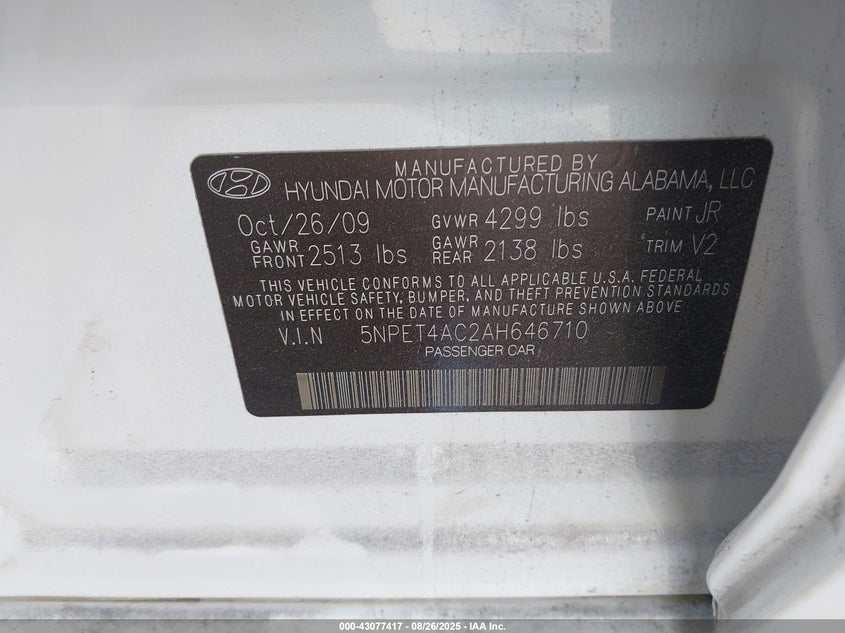 MANUFACTURED BY
HYUNDAI MOTOR MANUFACTURING ALABAMA, LLC
Oct/26/09 GVWR 4299 lbs PAINT JR
GAWR FRONT 2513 lbs GAWR REAR 2138 lbs TRIM V2
THIS VEHICLE CONFORMS TO ALL APPLICABLE U.S.A. FEDERAL
MOTOR VEHICLE SAFETY, BUMPER, AND THEFT PREVENTION STANDARDS
IN EFFECT ON THE DATE OF MANUFACTURE SHOWN ABOVE
V.I.N 5NPET4AC2AH646710
PASSENGER CAR
000-43077417 - 08/26/2025 - IAA Inc.